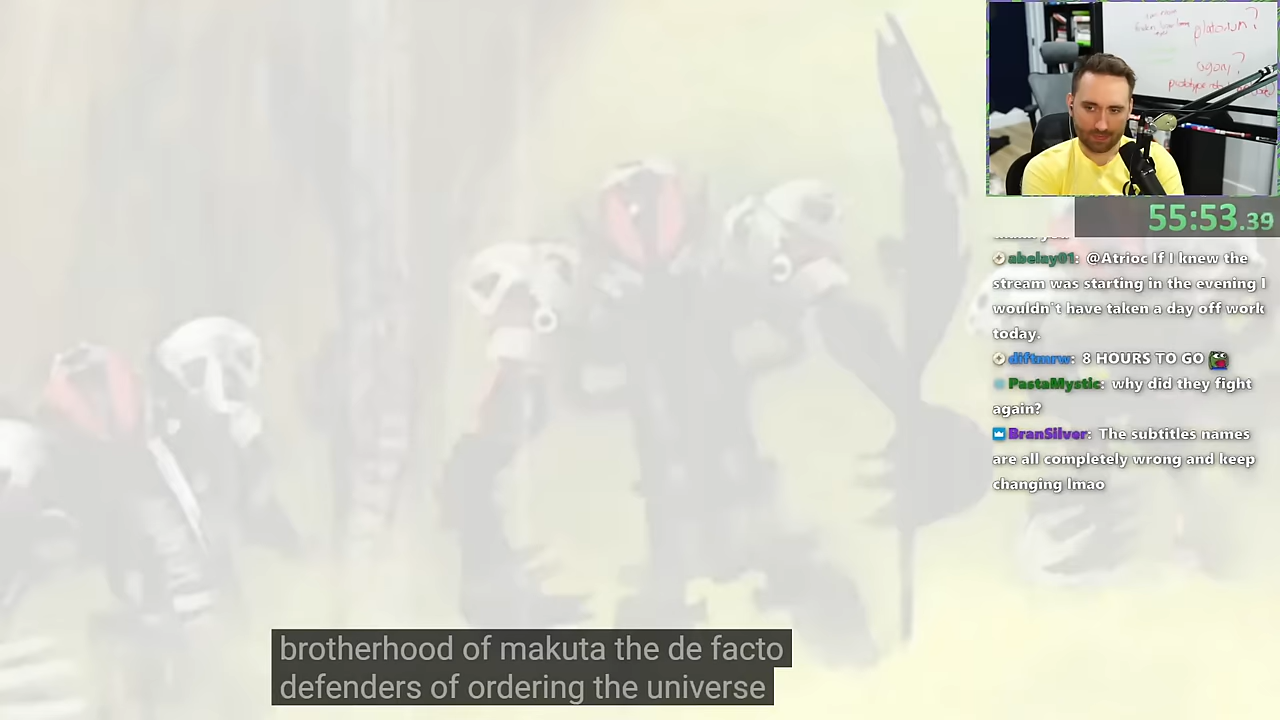 platonun?
agony?
55:53.39
abelay01: @Atrioc If I knew the
stream was starting in the evening I
wouldn't have taken a day off work
today.
diftmrw: 8 HOURS TO GO
PastaMystic: why did they fight
again?
BranSilver: The subtitles names
are all completely wrong and keep
changing lmao
brotherhood of makuta the de facto
defenders of ordering the universe